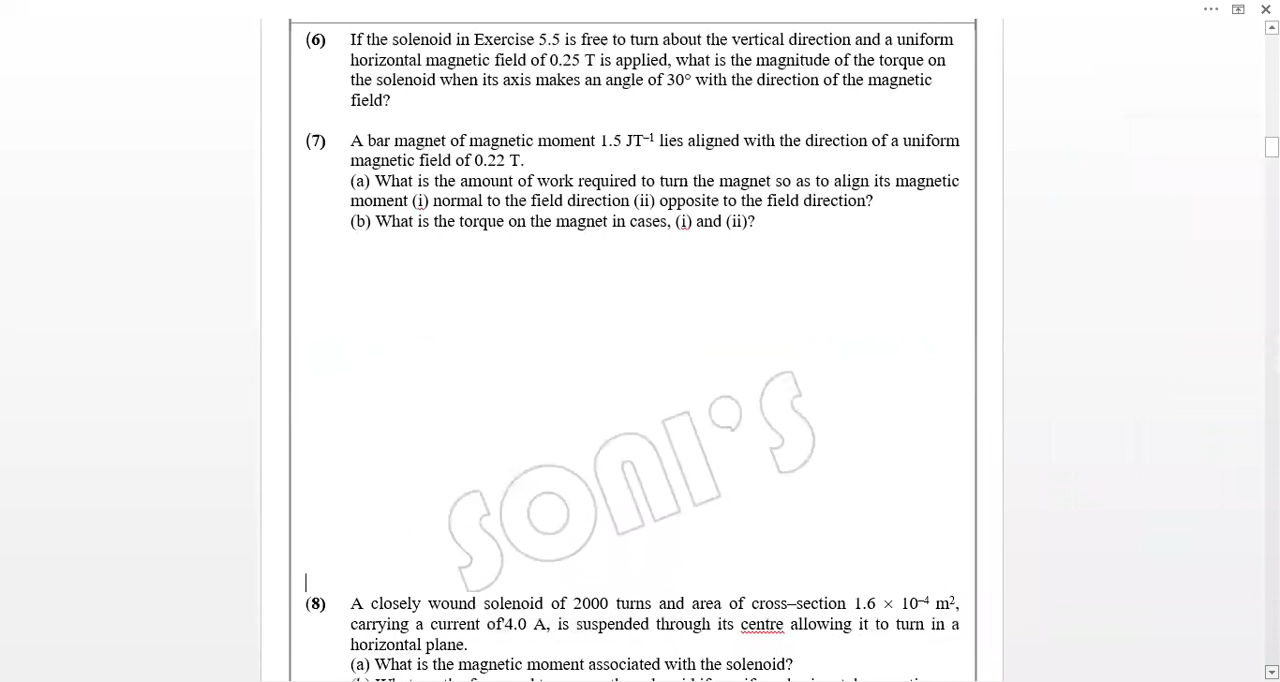 (6) If the solenoid in Exercise 5.5 is free to turn about the vertical direction and a uniform
horizontal magnetic field of 0.25 T is applied, what is the magnitude of the torque on
the solenoid when its axis makes an angle of 30° with the direction of the magnetic
field?
(7) A bar magnet of magnetic moment 1.5 JT⁻¹ lies aligned with the direction of a uniform
magnetic field of 0.22 T.
(a) What is the amount of work required to turn the magnet so as to align its magnetic
moment (i) normal to the field direction (ii) opposite to the field direction?
(b) What is the torque on the magnet in cases, (i) and (ii)?
SONI'S
(8) A closely wound solenoid of 2000 turns and area of cross–section 1.6 × 10⁻⁴ m²,
carrying a current of 4.0 A, is suspended through its centre allowing it to turn in a
horizontal plane.
(a) What is the magnetic moment associated with the solenoid?